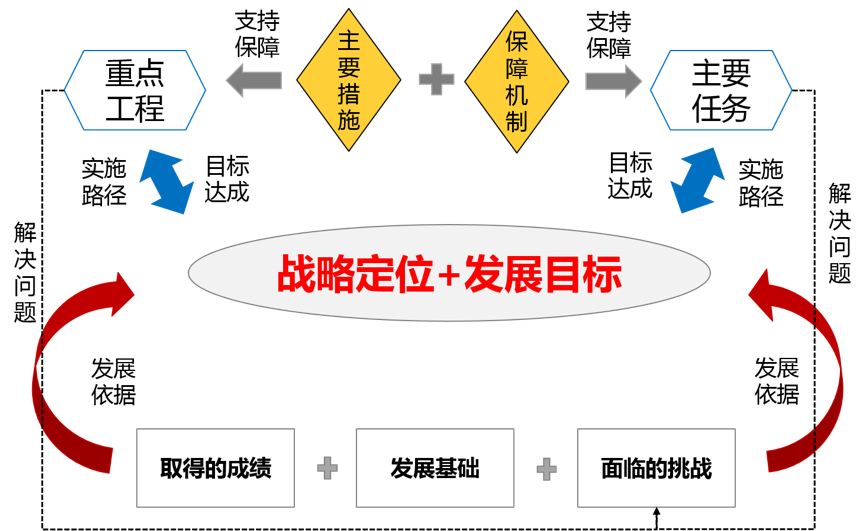 支持
保障
主
要
措
施
保
障
机
制
支持
保障
重点
工程
主要
任务
实施
路径
目标
达成
目标
达成
实施
路径
解
决
问
题
解
决
问
题
战略定位+发展目标
发展
依据
发展
依据
取得的成绩
发展基础
面临的挑战